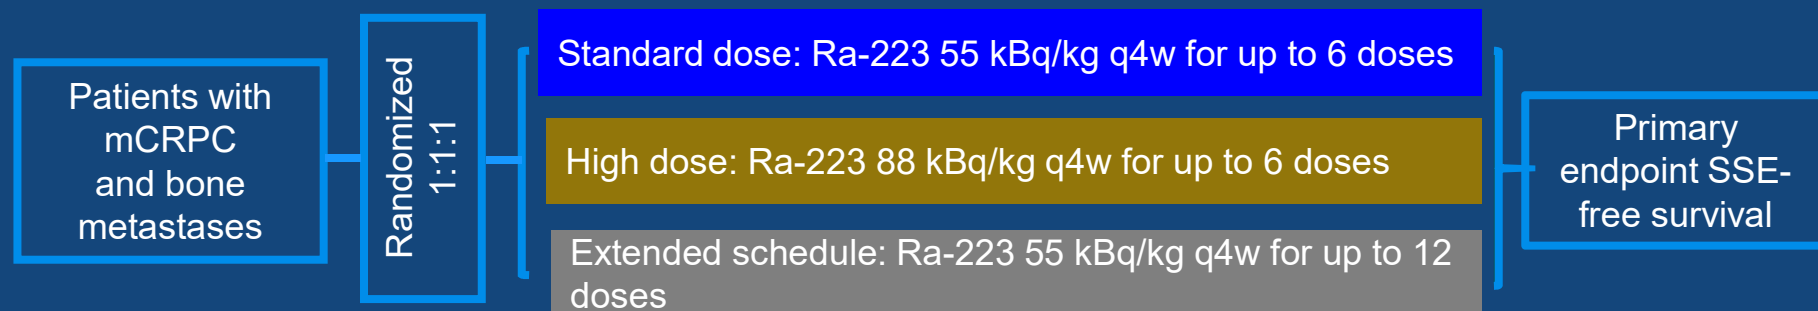 Patients with
mCRPC
and bone
metastases
Randomized
1:1:1
Standard dose: Ra-223 55 kBq/kg q4w for up to 6 doses
High dose: Ra-223 88 kBq/kg q4w for up to 6 doses
Extended schedule: Ra-223 55 kBq/kg q4w for up to 12
doses
Primary
endpoint SSE-
free survival